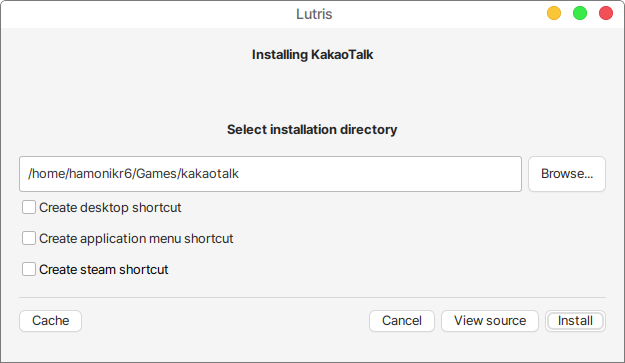 Lutris
Installing KakaoTalk
Select installation directory
/home/hamonikr6/Games/kakaotalk
Browse...
Create desktop shortcut
Create application menu shortcut
Create steam shortcut
Cache
Cancel
View source
Install